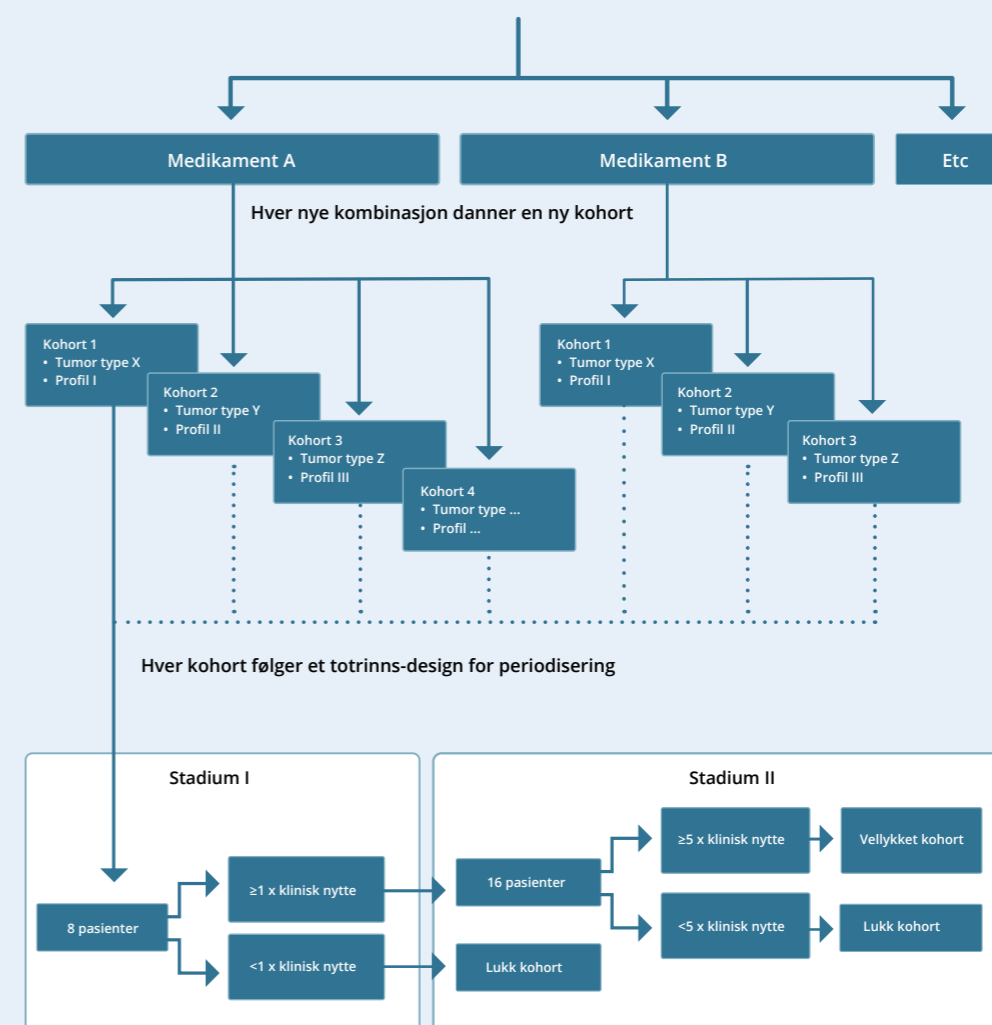 Medikament A
Medikament B
Etc
Hver nye kombinasjon danner en ny kohort
Kohort 1
• Tumor type X
• Profil I
Kohort 2
• Tumor type Y
• Profil II
Kohort 3
• Tumor type Z
• Profil III
Kohort 4
• Tumor type ...
• Profil ...
Kohort 1
• Tumor type X
• Profil I
Kohort 2
• Tumor type Y
• Profil II
Kohort 3
• Tumor type Z
• Profil III
Hver kohort følger et totrinns-design for periodisering
Stadium I
8 pasienter
≥1 x klinisk nytte
<1 x klinisk nytte
Stadium II
16 pasienter
Lukk kohort
≥5 x klinisk nytte
Vellykket kohort
<5 x klinisk nytte
Lukk kohort